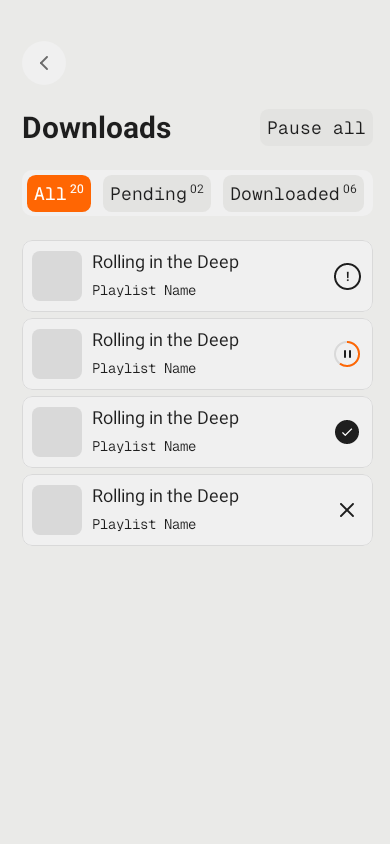 Downloads
Pause all
All 20
Pending 02
Downloaded 06
Rolling in the Deep
Playlist Name
!
Rolling in the Deep
Playlist Name
Rolling in the Deep
Playlist Name
Rolling in the Deep
Playlist Name